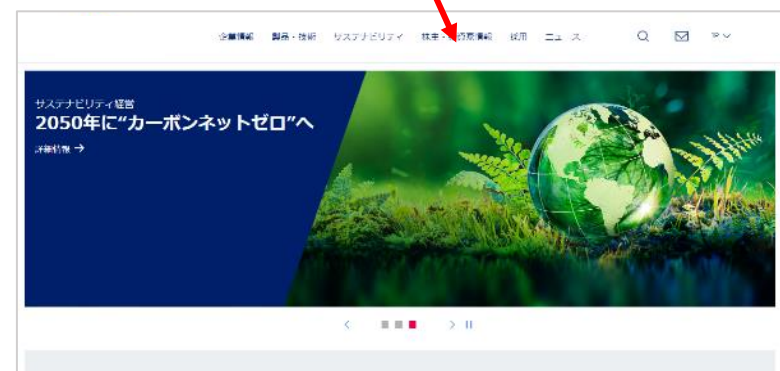 企業情報 製品・技術 サステナビリティ 株主・投資家情報 採用 ニュース JP
サステナビリティ経営
2050年に“カーボンネットゼロ”へ
詳細情報 →